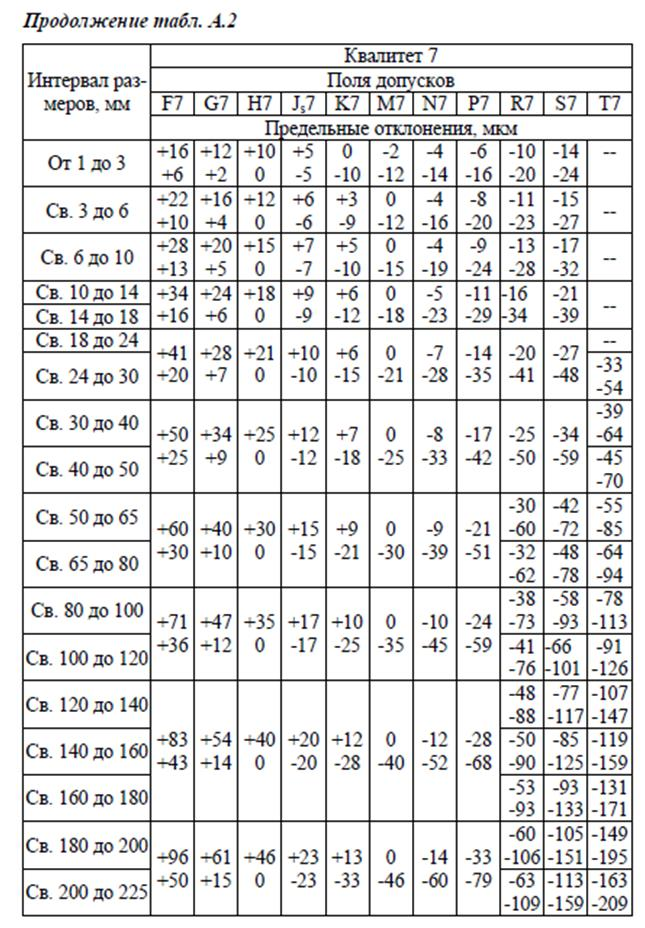 Продолжение табл. А.2
Интервал раз-
меров, мм
Квалитет 7
Поля допусков
F7 G7 H7 Js7 K7 M7 N7 P7 R7 S7 T7
Предельные отклонения, мкм
От 1 до 3
+16 +12 +10 +5 0 -2 -4 -6 -10 -14 --
+6 +2 0 -5 -10 -12 -14 -16 -20 -24
Св. 3 до 6
+22 +16 +12 +6 +3 0 -4 -8 -11 -15 --
+10 +4 0 -6 -9 -12 -16 -20 -23 -27
Св. 6 до 10
+28 +20 +15 +7 +5 0 -4 -9 -13 -17 --
+13 +5 0 -7 -10 -15 -19 -24 -28 -32
Св. 10 до 14
+34 +24 +18 +9 +6 0 -5 -11 -16 -21 --
Св. 14 до 18
+16 +6 0 -9 -12 -18 -23 -29 -34 -39
Св. 18 до 24
--
+41 +28 +21 +10 +6 0 -7 -14 -20 -27
Св. 24 до 30
+20 +7 0 -10 -15 -21 -28 -35 -41 -48
-33
-54
Св. 30 до 40
-39
-64
+50 +34 +25 +12 +7 0 -8 -17 -25 -34
+25 +9 0 -12 -18 -25 -33 -42 -50 -59
Св. 40 до 50
-45
-70
Св. 50 до 65
-30 -42 -55
-60 -72 -85
+60 +40 +30 +15 +9 0 -9 -21
+30 +10 0 -15 -21 -30 -39 -51
Св. 65 до 80
-32 -48 -64
-62 -78 -94
Св. 80 до 100
-38 -58 -78
-73 -93 -113
+71 +47 +35 +17 +10 0 -10 -24
+36 +12 0 -17 -25 -35 -45 -59
Св. 100 до 120
-41 -66 -91
-76 -101 -126
Св. 120 до 140
-48 -77 -107
-88 -117 -147
Св. 140 до 160
+83 +54 +40 +20 +12 0 -12 -28 -50 -85 -119
+43 +14 0 -20 -28 -40 -52 -68 -90 -125 -159
Св. 160 до 180
-53 -93 -131
-93 -133 -171
Св. 180 до 200
-60 -105 -149
-106 -151 -195
+96 +61 +46 +23 +13 0 -14 -33
+50 +15 0 -23 -33 -46 -60 -79
Св. 200 до 225
-63 -113 -163
-109 -159 -209